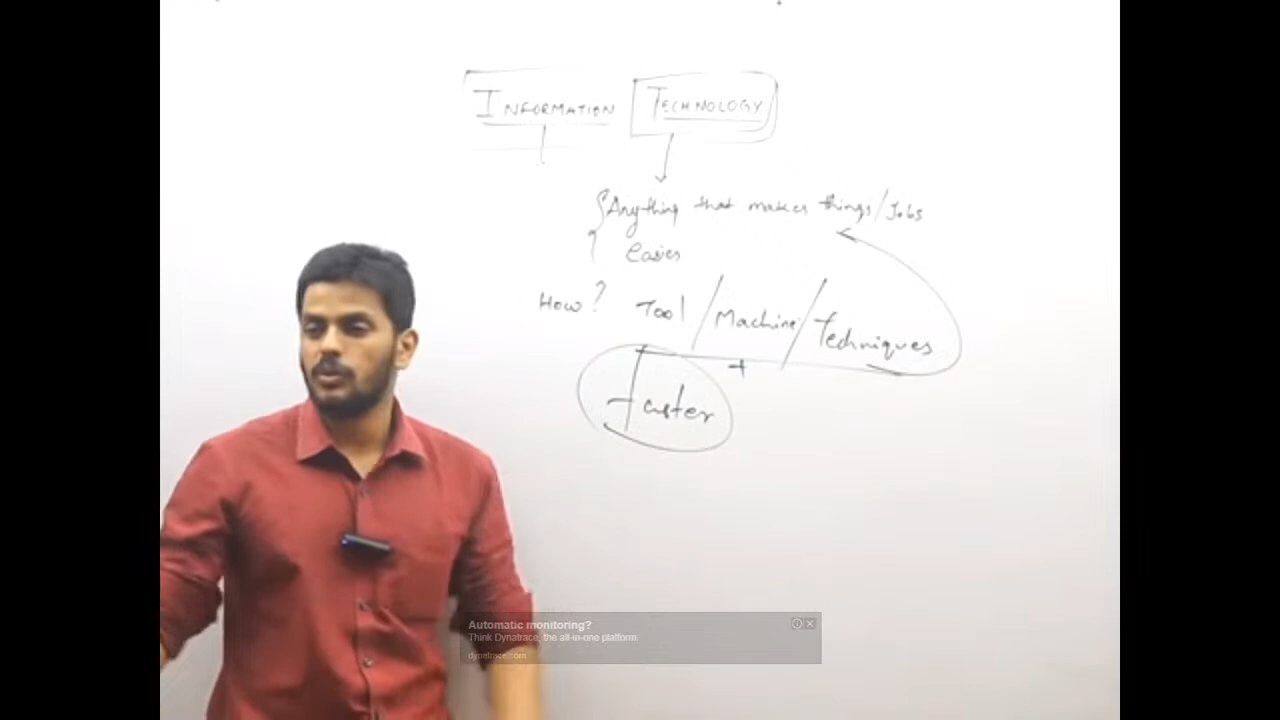 INFORMATION TECHNOLOGY
Anything that makes things/Jobs
Easier
How? Tool / Machine / Techniques
+
Faster
Automatic monitoring?
Think Dynatrace, the all-in-one platform.
dynatrace.com